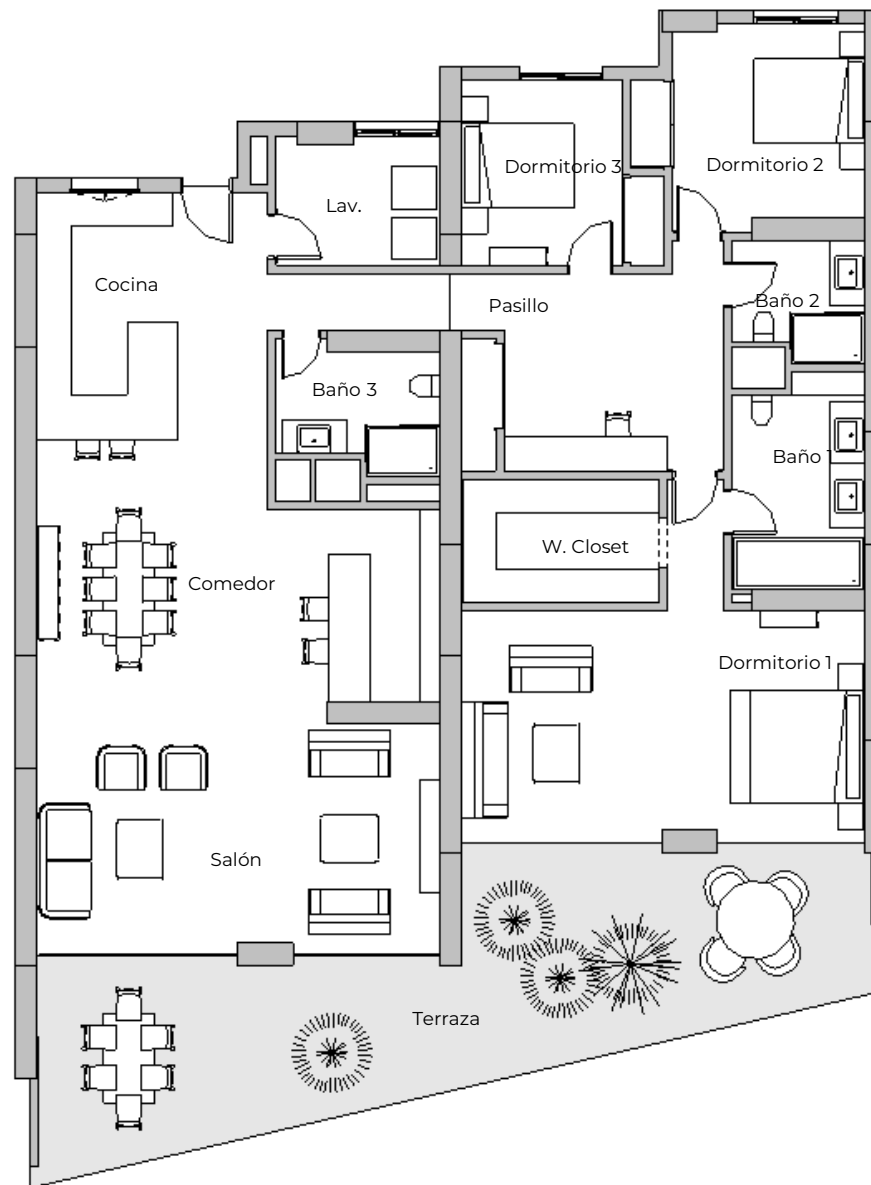 Dormitorio 3
Dormitorio 2
Lav.
Cocina
Pasillo
Baño 2
Baño 3
Baño 1
W. Closet
Comedor
Dormitorio 1
Salón
Terraza